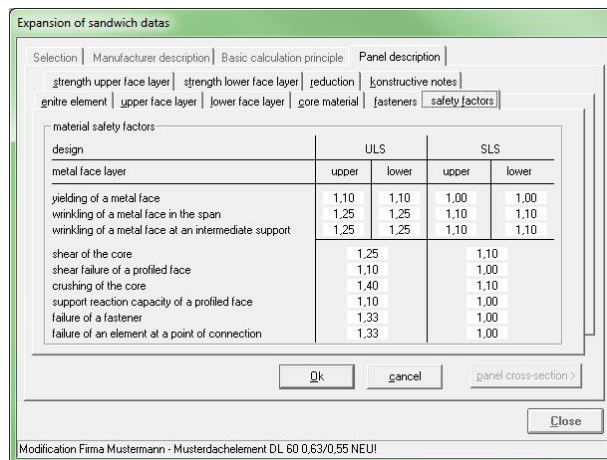 Expansion of sandwich datas
Selection Manufacturer description Basic calculation principle Panel description
strength upper face layer strength lower face layer reduction konstructive notes
enitre element upper face layer lower face layer core material fasteners safety factors
material safety factors
design ULS SLS
metal face layer upper lower upper lower
yielding of a metal face 1,10 1,10 1,00 1,00
wrinkling of a metal face in the span 1,25 1,25 1,10 1,10
wrinkling of a metal face at an intermediate support 1,25 1,25 1,10 1,10
shear of the core 1,25 1,10
shear failure of a profiled face 1,10 1,00
crushing of the core 1,40 1,10
support reaction capacity of a profiled face 1,10 1,00
failure of a fastener 1,33 1,00
failure of an element at a point of connection 1,33 1,00
Ok cancel panel cross-section >
Close
Modification Firma Mustermann - Musterdachelement DL 60 0,63/0,55 NEU!